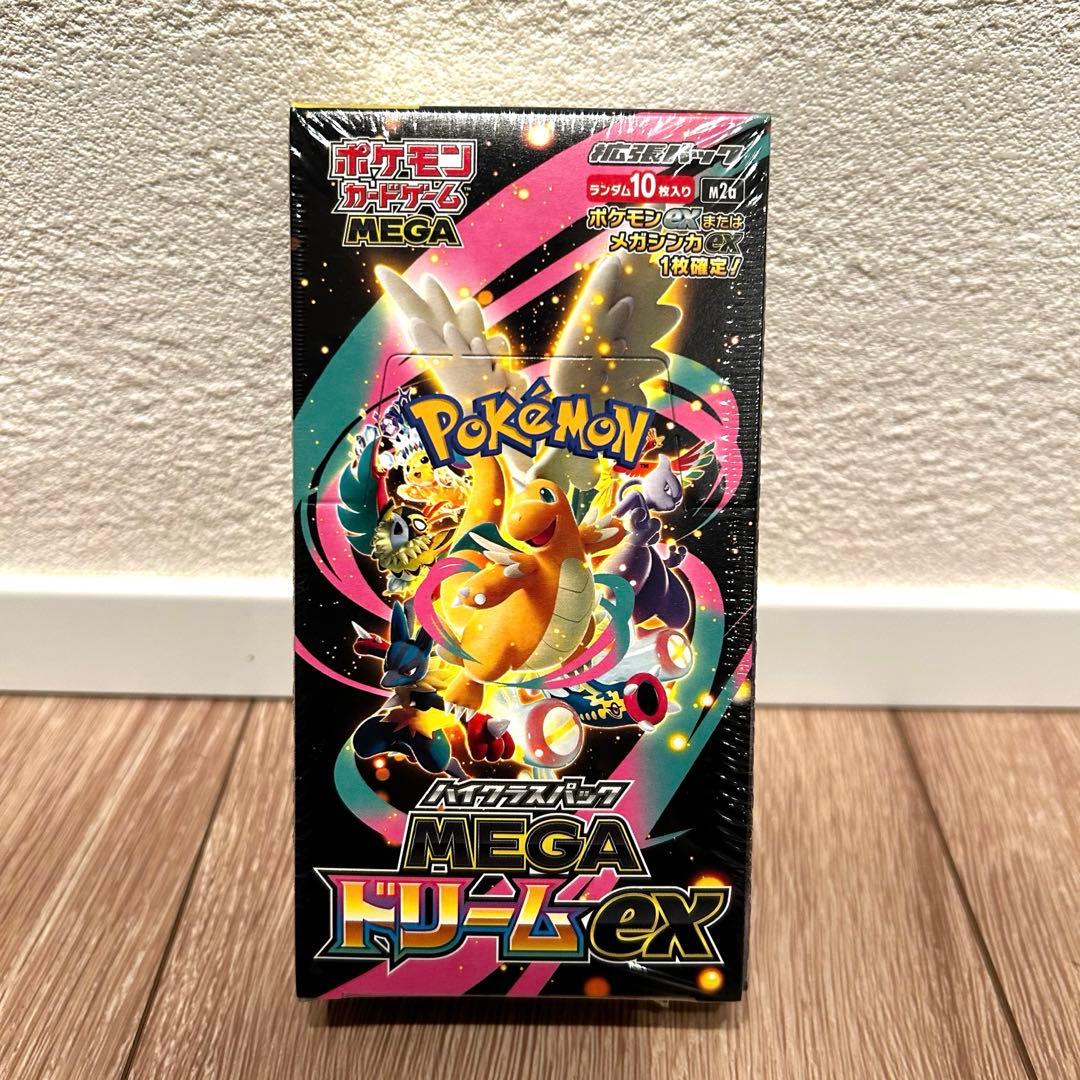 ポケモン
カードゲーム™
MEGA
拡張パック
ランダム10枚入り M2a
ポケモンexまたは
メガシンカex
1枚確定!
POKÉMON™
ハイクラスパック
MEGA
ドリームex